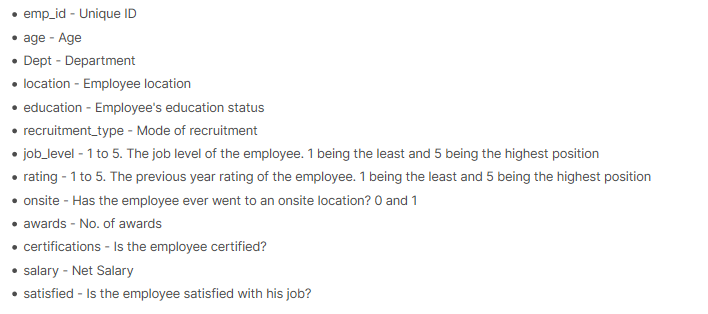 • emp_id - Unique ID
• age - Age
• Dept - Department
• location - Employee location
• education - Employee's education status
• recruitment_type - Mode of recruitment
• job_level - 1 to 5. The job level of the employee. 1 being the least and 5 being the highest position
• rating - 1 to 5. The previous year rating of the employee. 1 being the least and 5 being the highest position
• onsite - Has the employee ever went to an onsite location? 0 and 1
• awards - No. of awards
• certifications - Is the employee certified?
• salary - Net Salary
• satisfied - Is the employee satisfied with his job?